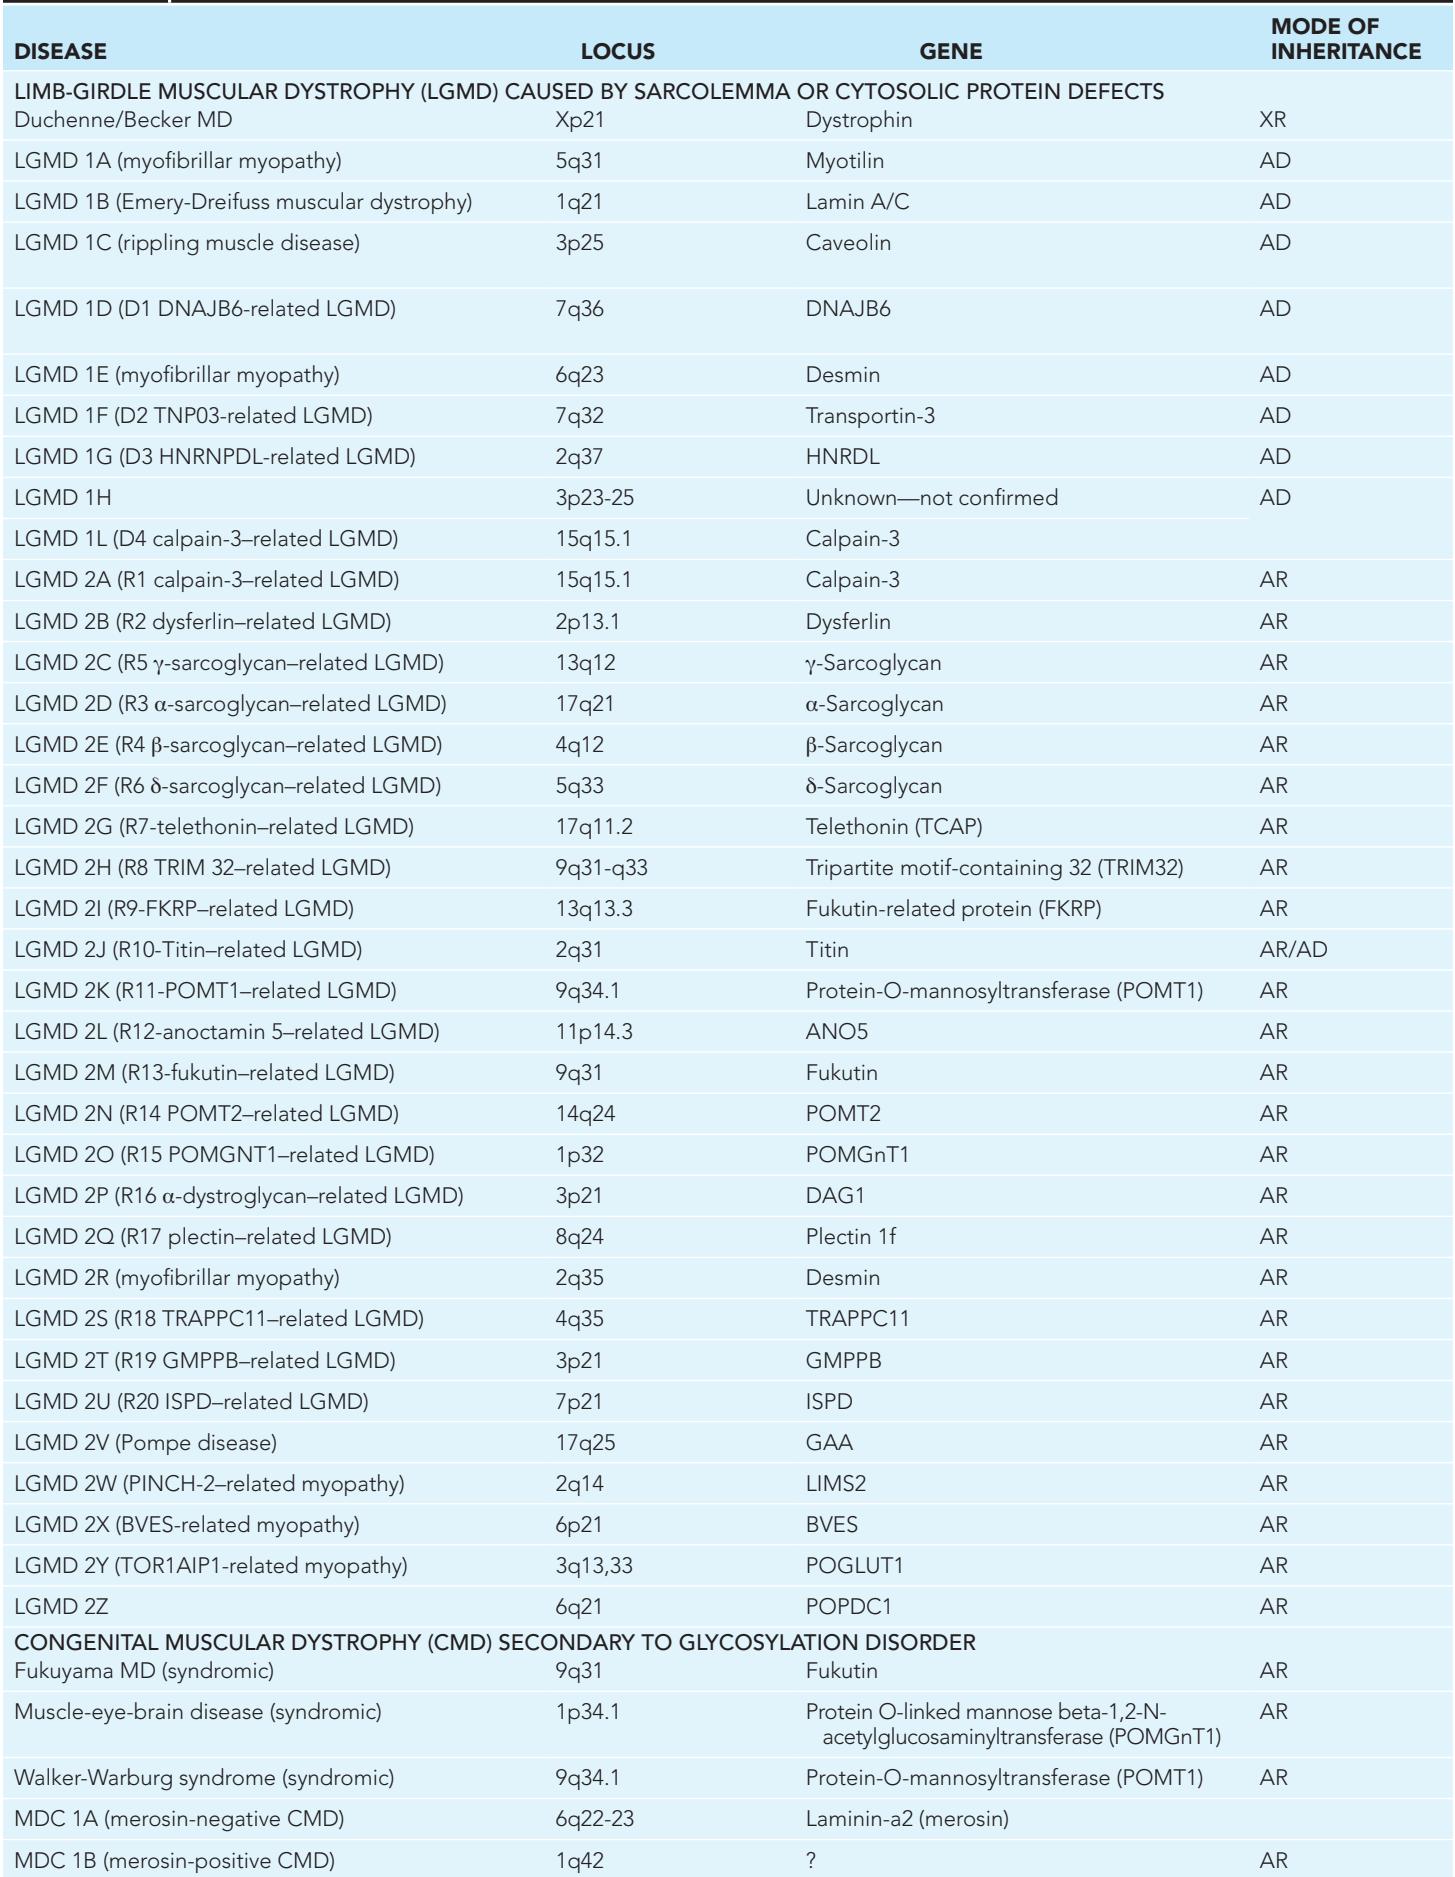 DISEASE LOCUS GENE MODE OF INHERITANCE
LIMB-GIRDLE MUSCULAR DYSTROPHY (LGMD) CAUSED BY SARCOLEMMA OR CYTOSOLIC PROTEIN DEFECTS
Duchenne/Becker MD Xp21 Dystrophin XR
LGMD 1A (myofibrillar myopathy) 5q31 Myotilin AD
LGMD 1B (Emery-Dreifuss muscular dystrophy) 1q21 Lamin A/C AD
LGMD 1C (rippling muscle disease) 3p25 Caveolin AD
LGMD 1D (D1 DNAJB6-related LGMD) 7q36 DNAJB6 AD
LGMD 1E (myofibrillar myopathy) 6q23 Desmin AD
LGMD 1F (D2 TNP03-related LGMD) 7q32 Transportin-3 AD
LGMD 1G (D3 HNRNPDL-related LGMD) 2q37 HNRDL AD
LGMD 1H 3p23-25 Unknown—not confirmed AD
LGMD 1L (D4 calpain-3–related LGMD) 15q15.1 Calpain-3
LGMD 2A (R1 calpain-3–related LGMD) 15q15.1 Calpain-3 AR
LGMD 2B (R2 dysferlin–related LGMD) 2p13.1 Dysferlin AR
LGMD 2C (R5 γ-sarcoglycan–related LGMD) 13q12 γ-Sarcoglycan AR
LGMD 2D (R3 α-sarcoglycan–related LGMD) 17q21 α-Sarcoglycan AR
LGMD 2E (R4 β-sarcoglycan–related LGMD) 4q12 β-Sarcoglycan AR
LGMD 2F (R6 δ-sarcoglycan–related LGMD) 5q33 δ-Sarcoglycan AR
LGMD 2G (R7-telethonin–related LGMD) 17q11.2 Telethonin (TCAP) AR
LGMD 2H (R8 TRIM 32–related LGMD) 9q31-q33 Tripartite motif-containing 32 (TRIM32) AR
LGMD 2I (R9-FKRP–related LGMD) 13q13.3 Fukutin-related protein (FKRP) AR
LGMD 2J (R10-Titin–related LGMD) 2q31 Titin AR/AD
LGMD 2K (R11-POMT1–related LGMD) 9q34.1 Protein-O-mannosyltransferase (POMT1) AR
LGMD 2L (R12-anoctamin 5–related LGMD) 11p14.3 ANO5 AR
LGMD 2M (R13-fukutin–related LGMD) 9q31 Fukutin AR
LGMD 2N (R14 POMT2–related LGMD) 14q24 POMT2 AR
LGMD 2O (R15 POMGNT1–related LGMD) 1p32 POMGnT1 AR
LGMD 2P (R16 α-dystroglycan–related LGMD) 3p21 DAG1 AR
LGMD 2Q (R17 plectin–related LGMD) 8q24 Plectin 1f AR
LGMD 2R (myofibrillar myopathy) 2q35 Desmin AR
LGMD 2S (R18 TRAPPC11–related LGMD) 4q35 TRAPPC11 AR
LGMD 2T (R19 GMPPB–related LGMD) 3p21 GMPPB AR
LGMD 2U (R20 ISPD–related LGMD) 7p21 ISPD AR
LGMD 2V (Pompe disease) 17q25 GAA AR
LGMD 2W (PINCH-2–related myopathy) 2q14 LIMS2 AR
LGMD 2X (BVES-related myopathy) 6p21 BVES AR
LGMD 2Y (TOR1AIP1-related myopathy) 3q13,33 POGLUT1 AR
LGMD 2Z 6q21 POPDC1 AR
CONGENITAL MUSCULAR DYSTROPHY (CMD) SECONDARY TO GLYCOSYLATION DISORDER
Fukuyama MD (syndromic) 9q31 Fukutin AR
Muscle-eye-brain disease (syndromic) 1p34.1 Protein O-linked mannose beta-1,2-N- AR
acetylglucosaminyltransferase (POMGnT1)
Walker-Warburg syndrome (syndromic) 9q34.1 Protein-O-mannosyltransferase (POMT1) AR
MDC 1A (merosin-negative CMD) 6q22-23 Laminin-a2 (merosin)
MDC 1B (merosin-positive CMD) 1q42 ? AR